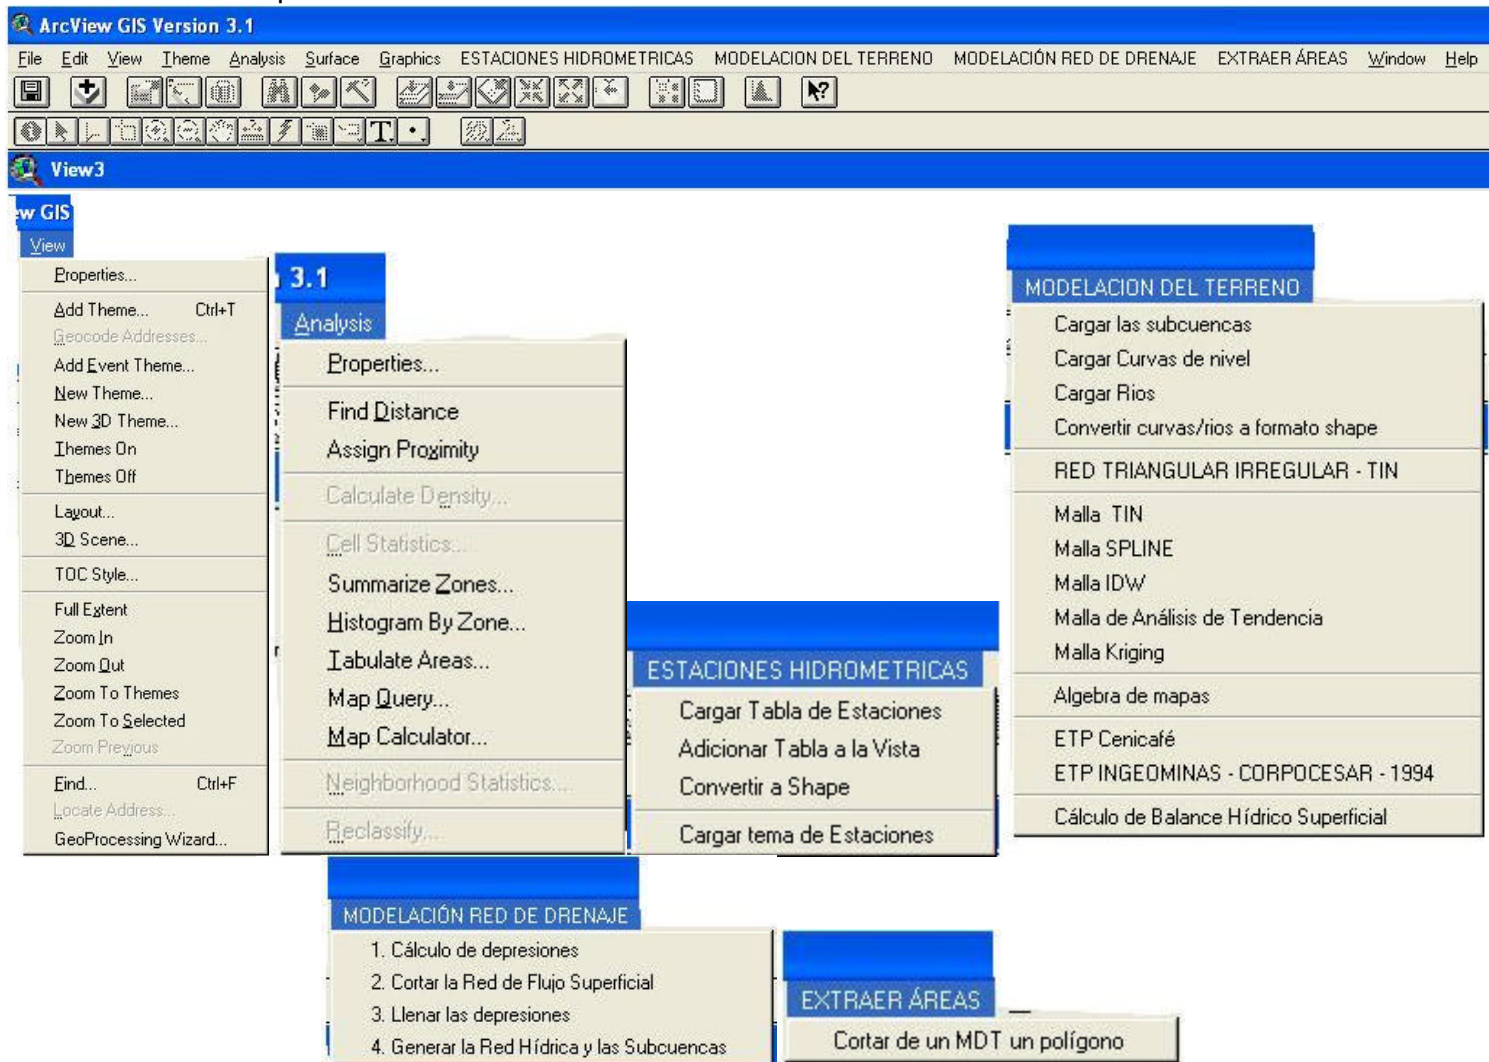 ArcView GIS Version 3.1
File Edit View Theme Analysis Surface Graphics ESTACIONES HIDROMETRICAS MODELACION DEL TERRENO MODELACIÓN RED DE DRENAJE EXTRAER ÁREAS Window Help
T
View3
ew GIS
View
Properties...
Add Theme... Ctrl+T
Geocode Addresses...
Add Event Theme...
New Theme...
New 3D Theme...
Themes On
Themes Off
Layout...
3D Scene...
TOC Style...
Full Extent
Zoom In
Zoom Out
Zoom To Themes
Zoom To Selected
Zoom Previous
Find... Ctrl+F
Locate Address...
GeoProcessing Wizard...
3.1
Analysis
Properties...
Find Distance
Assign Proximity
Calculate Density...
Cell Statistics...
Summarize Zones...
Histogram By Zone...
Tabulate Areas...
Map Query...
Map Calculator...
Neighborhood Statistics...
Reclassify...
ESTACIONES HIDROMETRICAS
Cargar Tabla de Estaciones
Adicionar Tabla a la Vista
Convertir a Shape
Cargar tema de Estaciones
MODELACION DEL TERRENO
Cargar las subcuencas
Cargar Curvas de nivel
Cargar Rios
Convertir curvas/rios a formato shape
RED TRIANGULAR IRREGULAR - TIN
Malla TIN
Malla SPLINE
Malla IDW
Malla de Análisis de Tendencia
Malla Kriging
Algebra de mapas
ETP Cenicafé
ETP INGEOMINAS - CORPOCESAR - 1994
Cálculo de Balance Hídrico Superficial
MODELACIÓN RED DE DRENAJE
1. Cálculo de depresiones
2. Cortar la Red de Flujo Superficial
3. Llenar las depresiones
4. Generar la Red Hídrica y las Subcuencas
EXTRAER ÁREAS
Cortar de un MDT un polígono